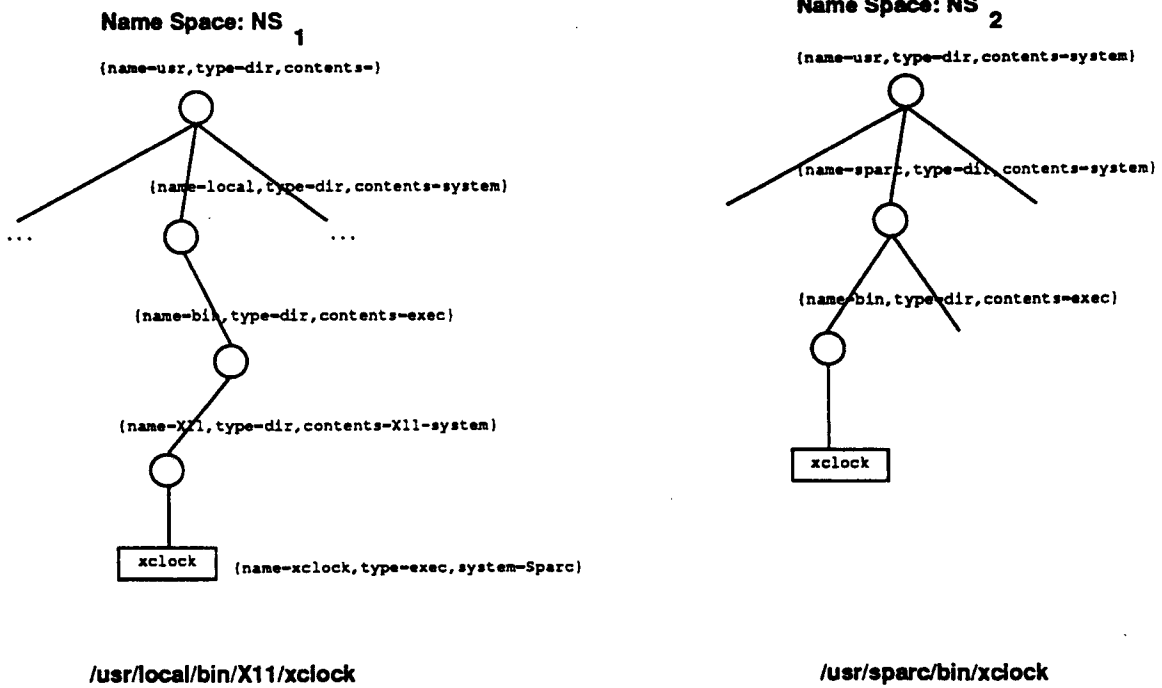 Name Space: NS 1
{name=usr,type=dir,contents=}
{name=local,type=dir,contents=system}
...
...
{name=bin,type=dir,contents=exec}
{name=X11,type=dir,contents=X11-system}
xclock
{name=xclock,type=exec,system=Sparc}
/usr/local/bin/X11/xclock
Name Space: NS 2
{name=usr,type=dir,contents=system}
{name=sparc,type=dir,contents=system}
{name=bin,type=dir,contents=exec}
xclock
/usr/sparc/bin/xclock